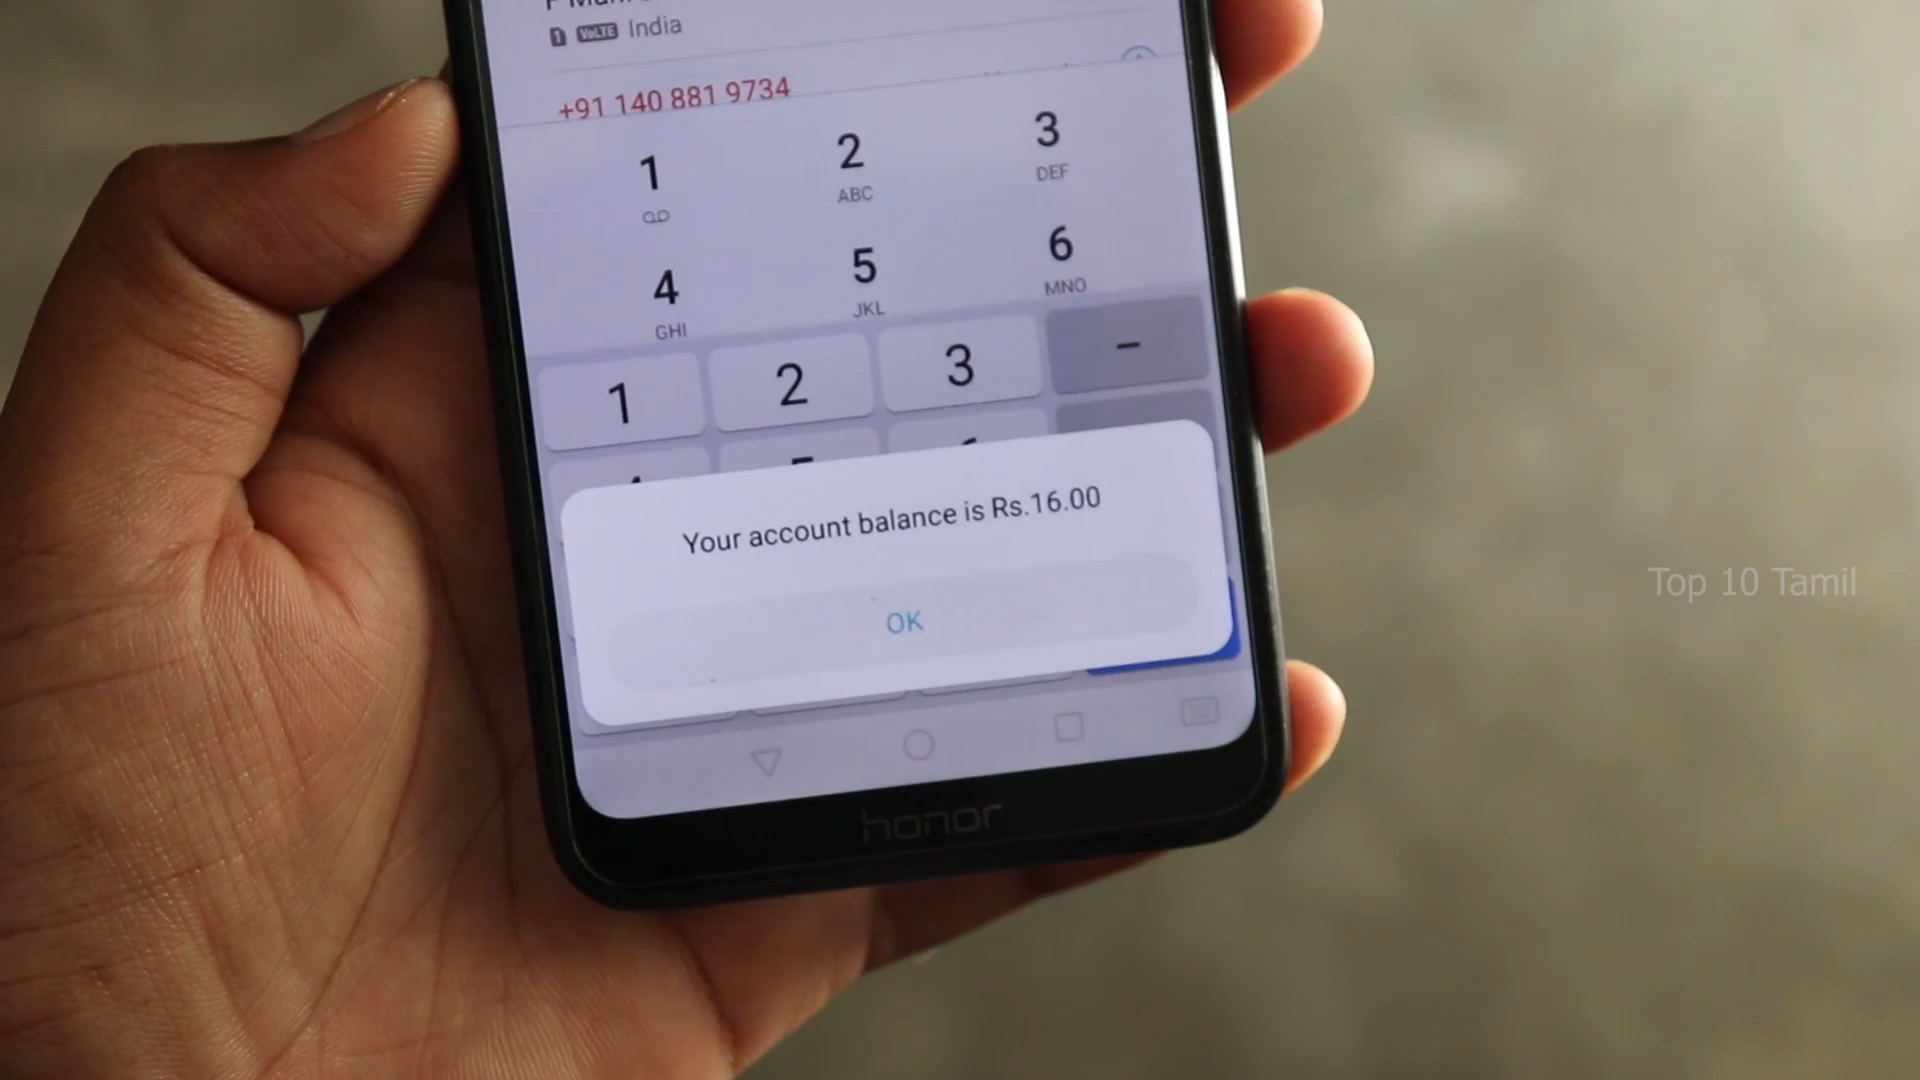 VoLTE India
+91 140 881 9734
1 2 3
ABC DEF
4 5 6
GHI JKL MNO
1 2 3 -
Your account balance is Rs.16.00
OK
Top 10 Tamil
honor